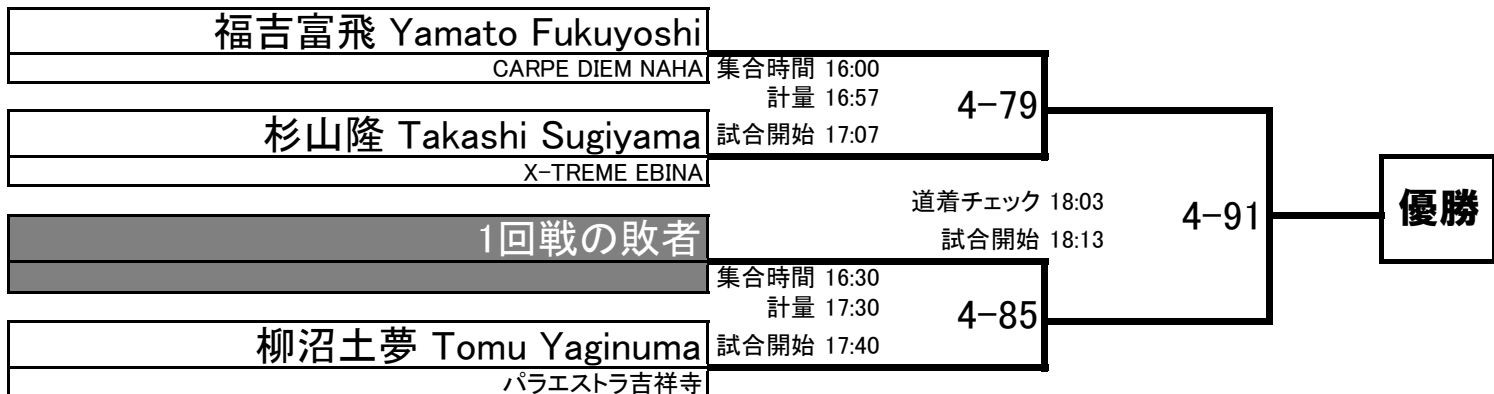 福吉富飛 Yamato Fukuyoshi
CARPE DIEM NAHA
集合時間 16:00
計量 16:57
4-79
杉山隆 Takashi Sugiyama
試合開始 17:07
X-TREME EBINA
道着チェック 18:03
4-91
優勝
1回戦の敗者
試合開始 18:13
集合時間 16:30
計量 17:30
4-85
柳沼土夢 Tomu Yaginuma
試合開始 17:40
パラエストラ吉祥寺